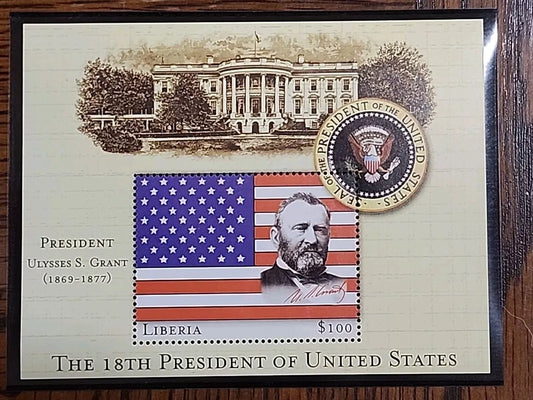 SEAL OF THE PRESIDENT OF THE UNITED STATES
PRESIDENT
ULYSSES S. GRANT
(1869-1877)
U.S. Grant
LIBERIA $100
THE 18TH PRESIDENT OF UNITED STATES